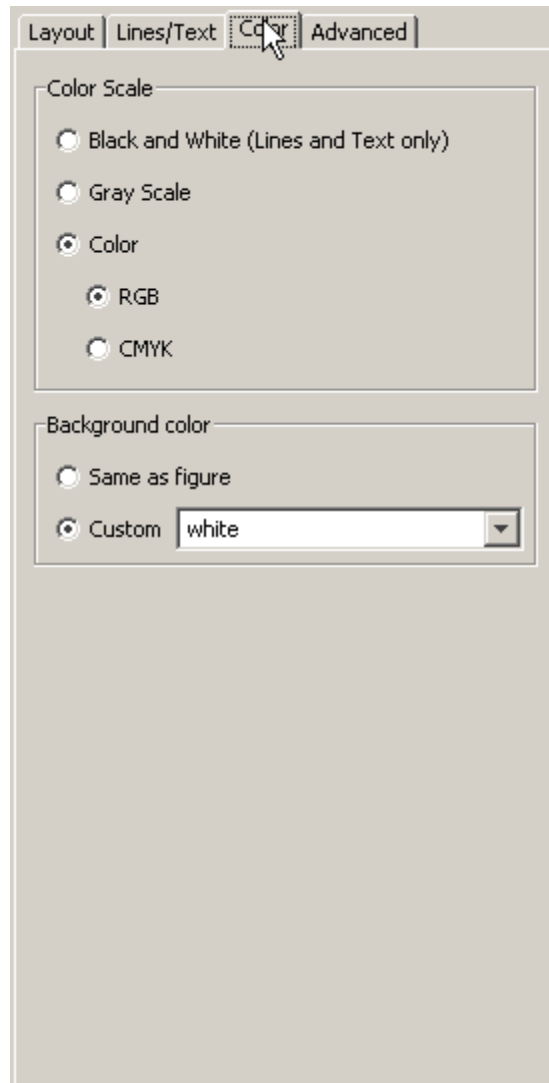 Layout Lines/Text Color Advanced
Color Scale
Black and White (Lines and Text only)
Gray Scale
Color
RGB
CMYK
Background color
Same as figure
Custom white